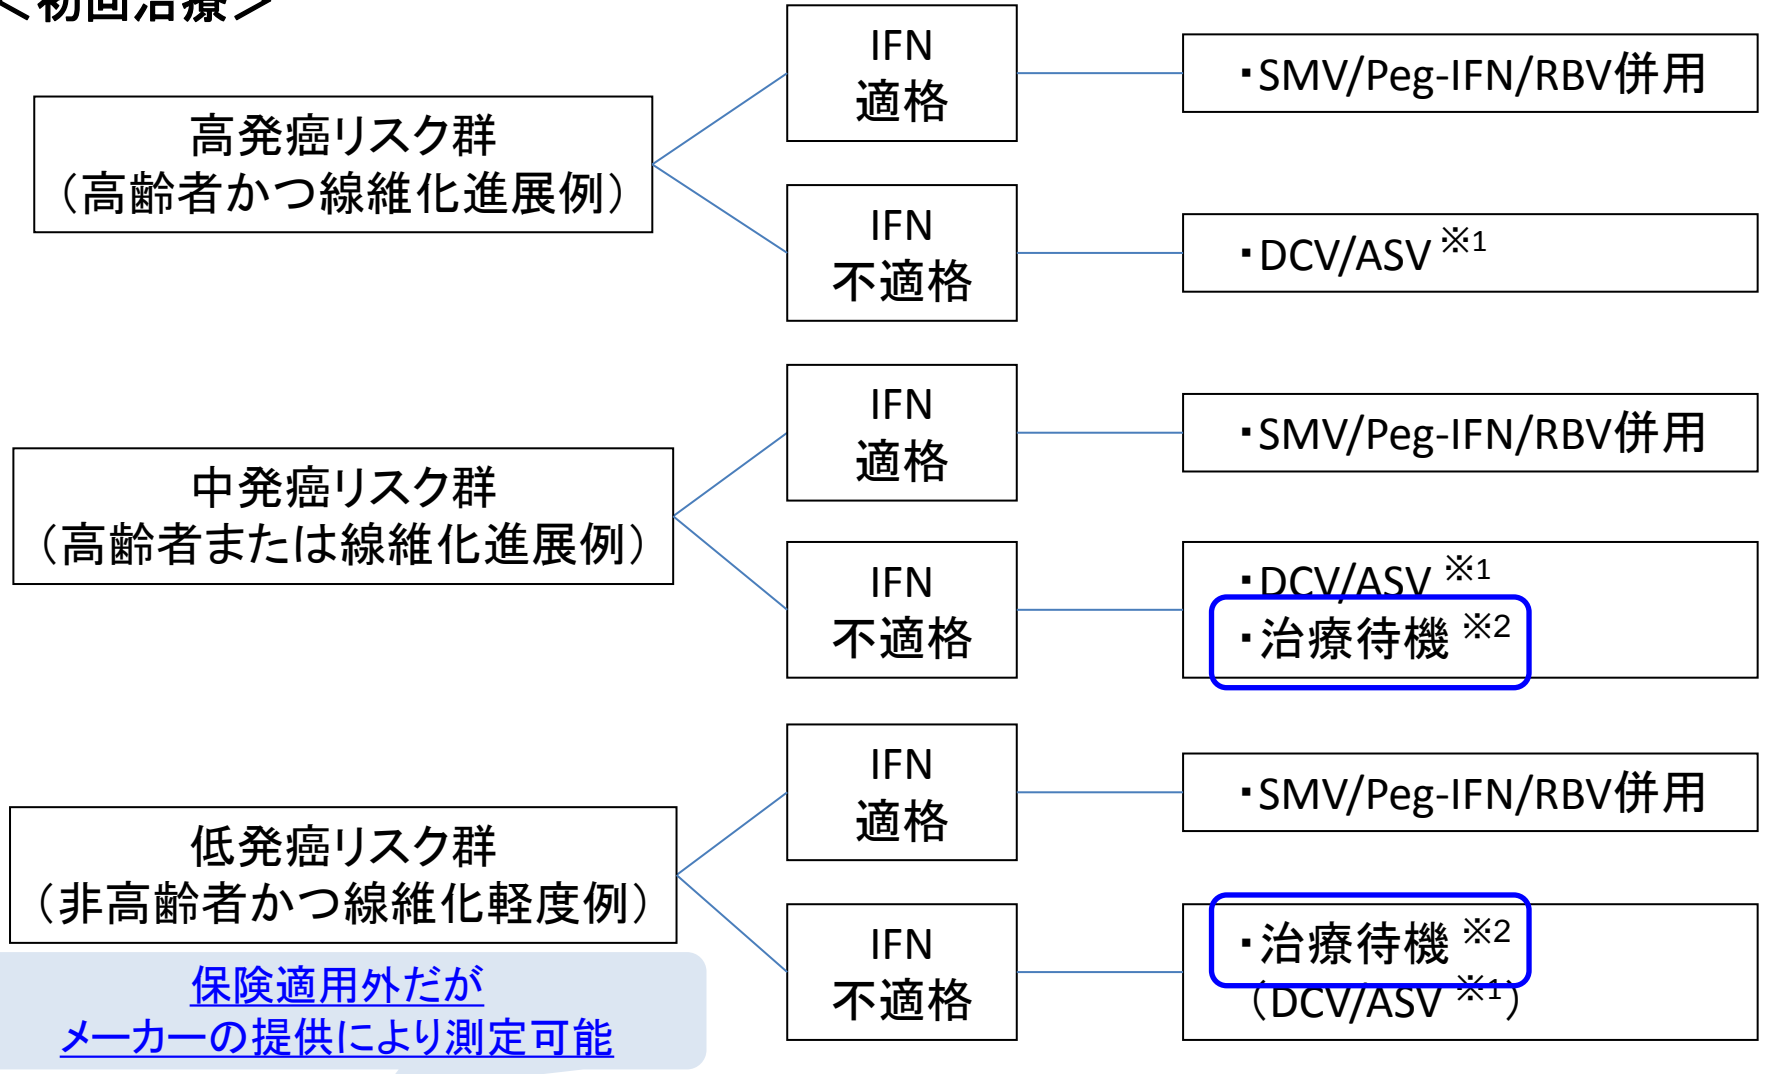 ＜初回治療＞
高発癌リスク群
（高齢者かつ線維化進展例）
IFN
適格
・SMV/Peg-IFN/RBV併用
IFN
不適格
・DCV/ASV ※1
中発癌リスク群
（高齢者または線維化進展例）
IFN
適格
・SMV/Peg-IFN/RBV併用
IFN
不適格
・DCV/ASV ※1
・治療待機 ※2
低発癌リスク群
（非高齢者かつ線維化軽度例）
IFN
適格
・SMV/Peg-IFN/RBV併用
IFN
不適格
・治療待機 ※2
（DCV/ASV ※1）
保険適用外だが
メーカーの提供により測定可能